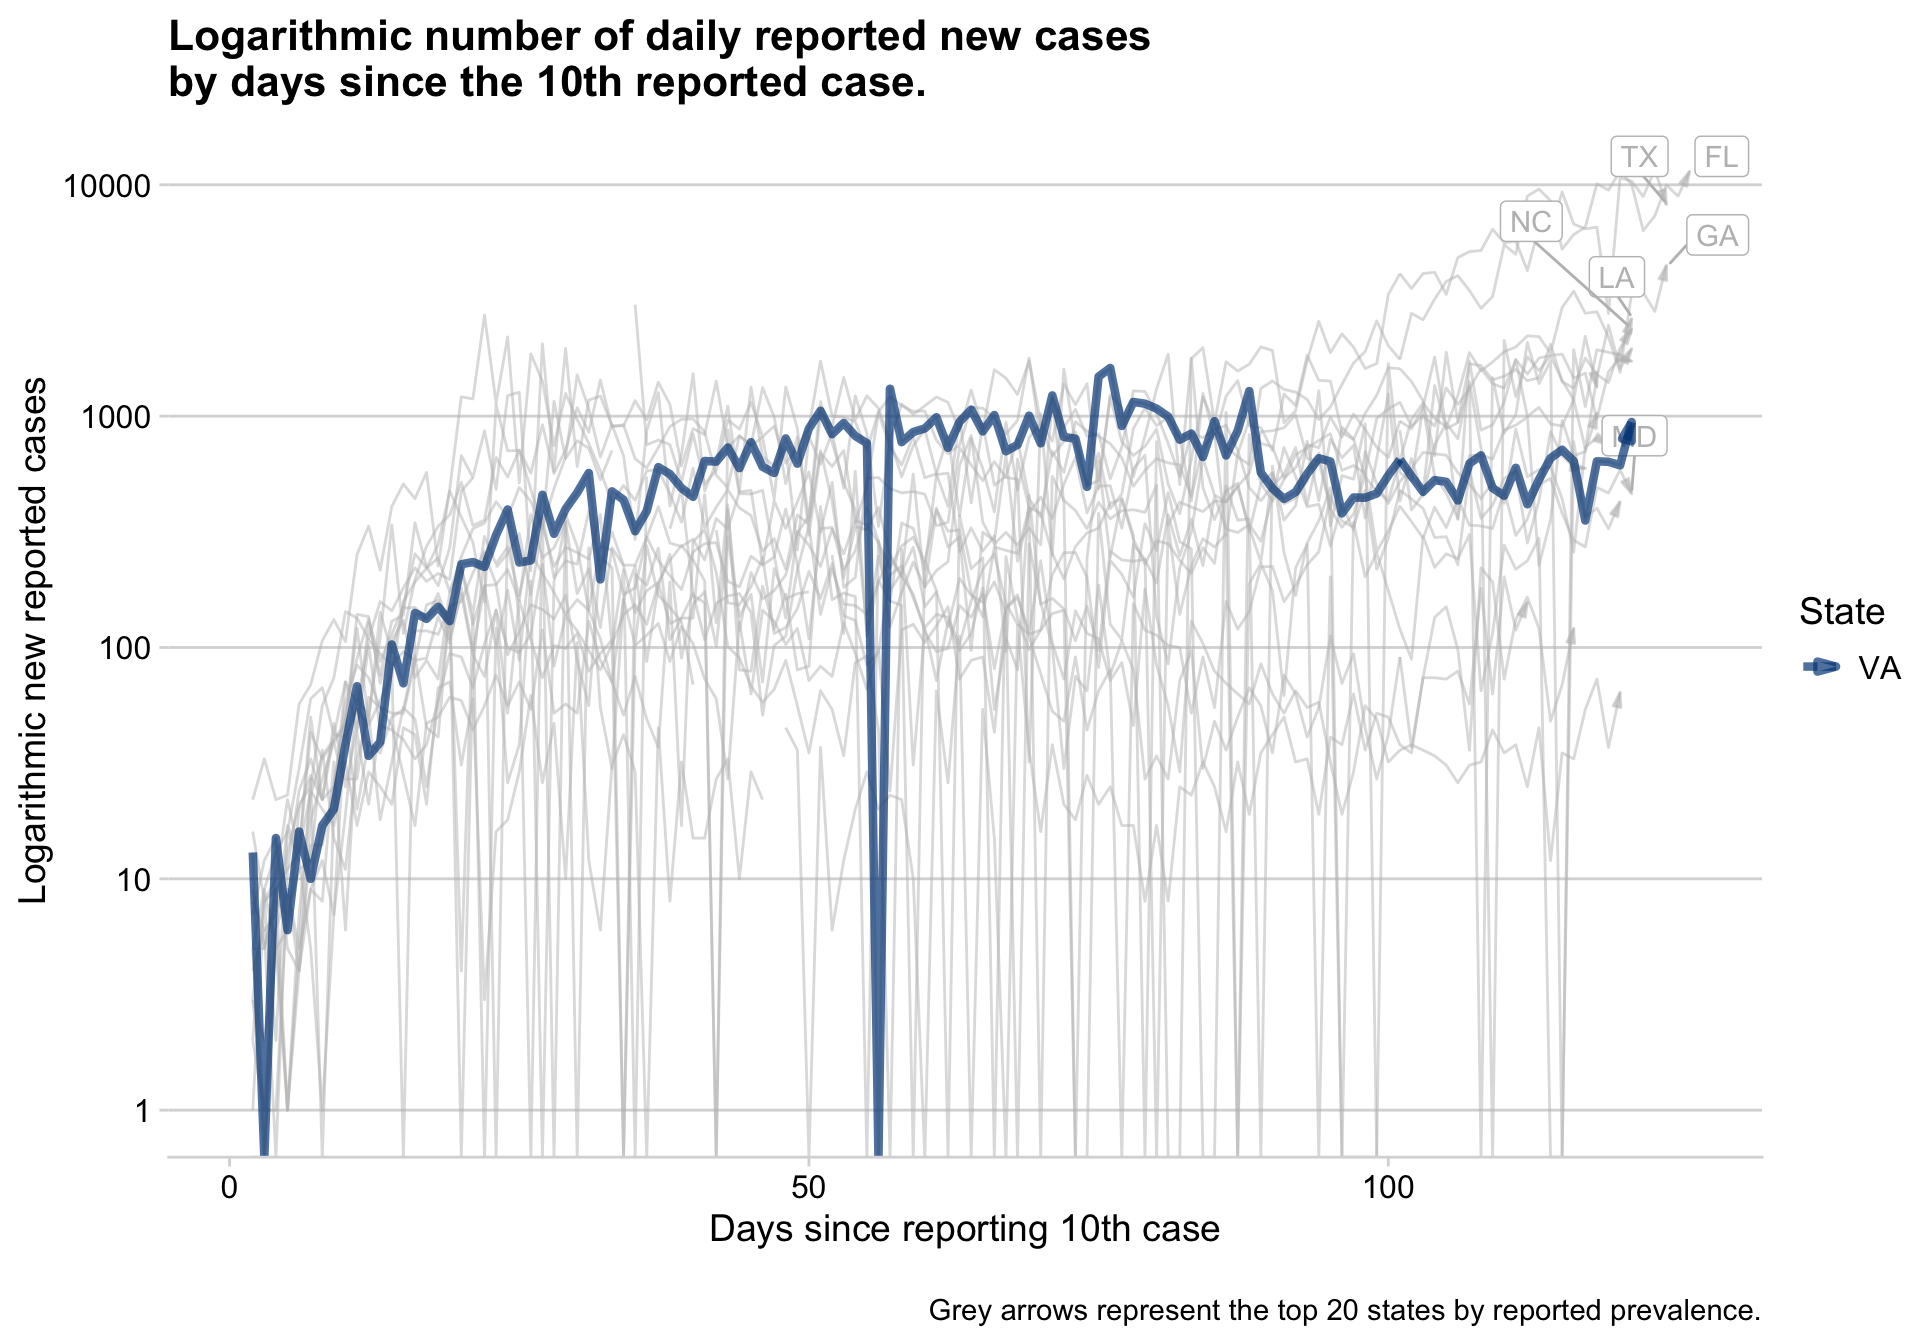 Logarithmic number of daily reported new cases
by days since the 10th reported case.
TX
FL
10000
NC
GA
LA
1000
MD
Logarithmic new reported cases
State
100
VA
10
1
0
50
100
Days since reporting 10th case
Grey arrows represent the top 20 states by reported prevalence.